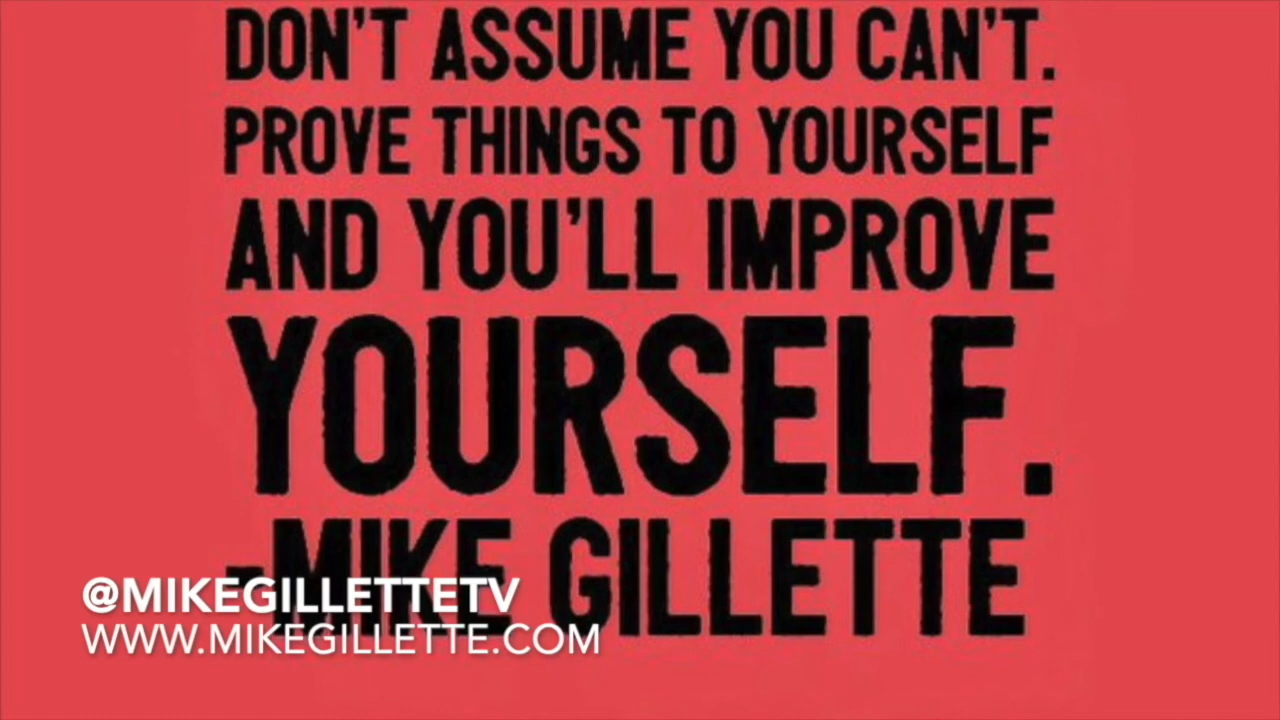 DON'T ASSUME YOU CAN'T.
PROVE THINGS TO YOURSELF
AND YOU'LL IMPROVE
YOURSELF.
-MIKE GILLETTE
@MIKEGILLETTETV
WWW.MIKEGILLETTE.COM